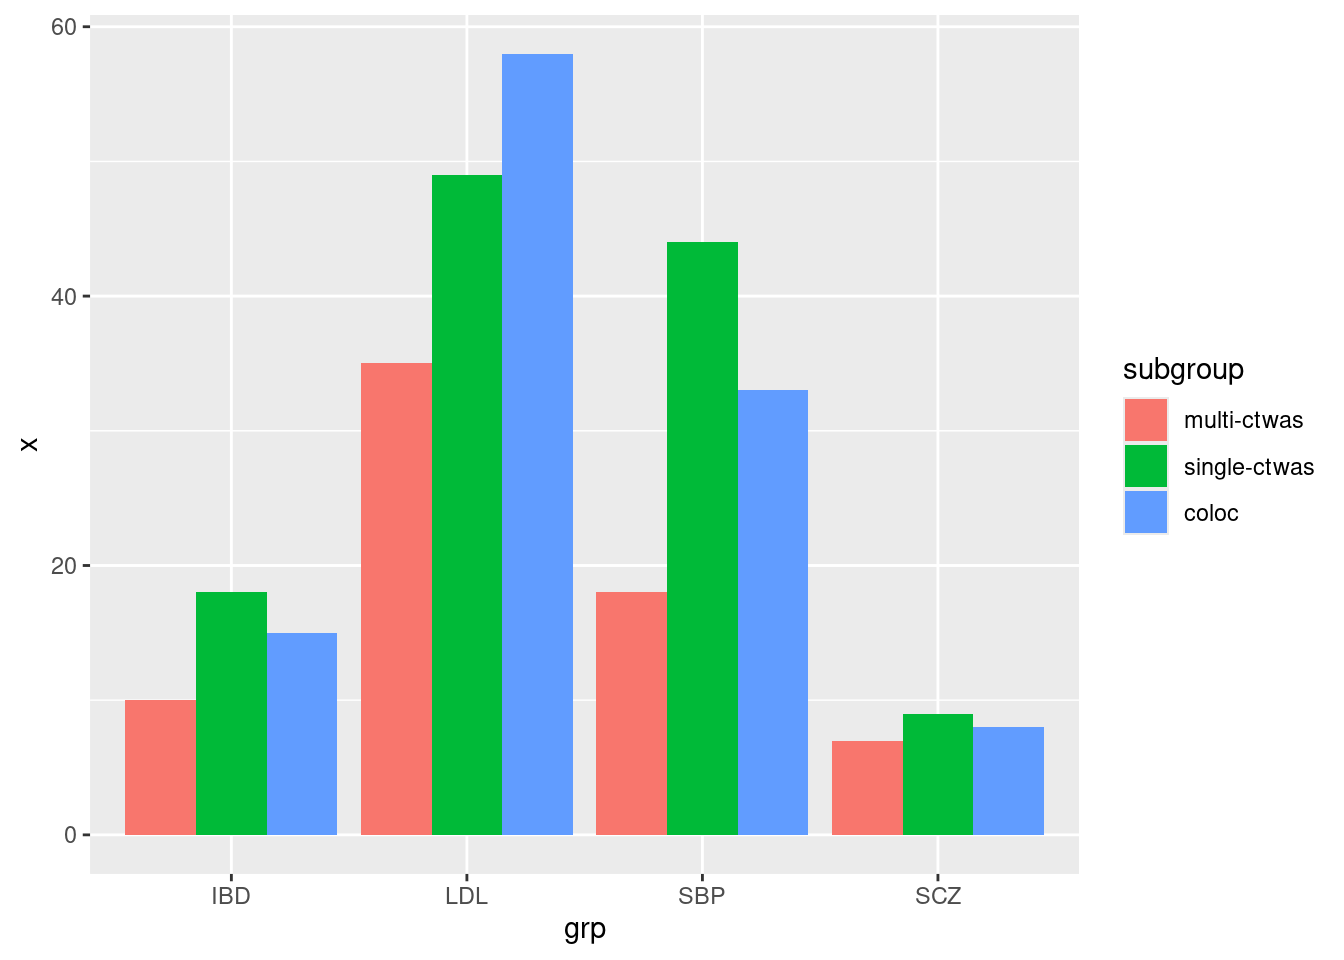 60
40
20
0
x
IBD LDL SBP SCZ
grp
subgroup
multi-ctwas
single-ctwas
coloc